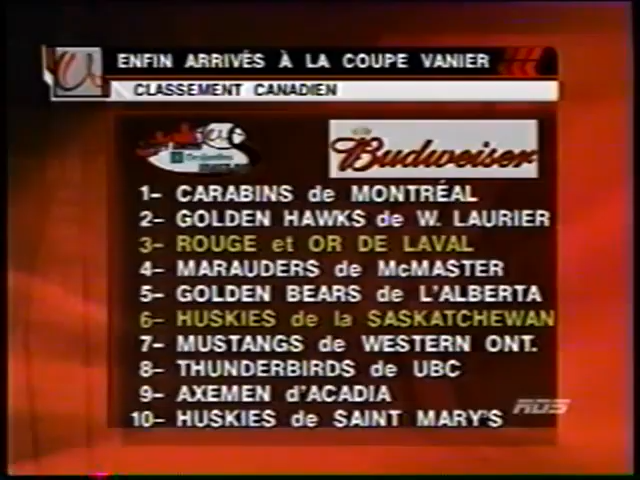 ENFIN ARRIVÈS À LA COUPE VANIER
CLASSEMENT CANADIEN
Budweiser
1- CARABINS de MONTRÉAL
2- GOLDEN HAWKS de W. LAURIER
3- ROUGE et OR DE LAVAL
4- MARAUDERS de McMASTER
5- GOLDEN BEARS de L'ALBERTA
6- HUSKIES de la SASKATCHEWAN
7- MUSTANGS de WESTERN ONT.
8- THUNDERBIRDS de UBC
9- AXEMEN d'ACADIA
10- HUSKIES de SAINT MARY'S
RDS